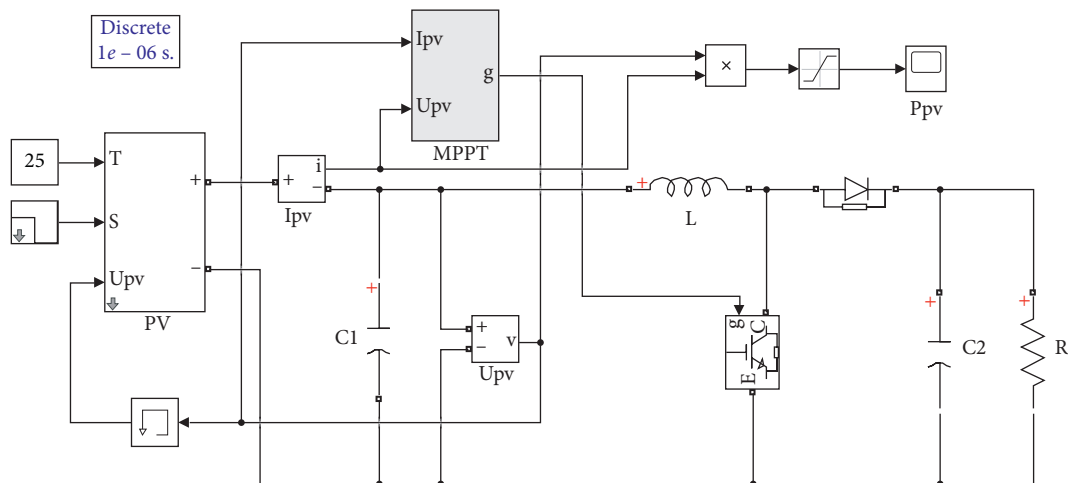 Discrete
1e – 06 s.
Ipv
g
Upv
MPPT
×
Ppv
25
T
S
Upv
+
−
PV
+
i
−
Ipv
+
L
+
C1
+
−
v
Upv
g
C
E
+
C2
+
R